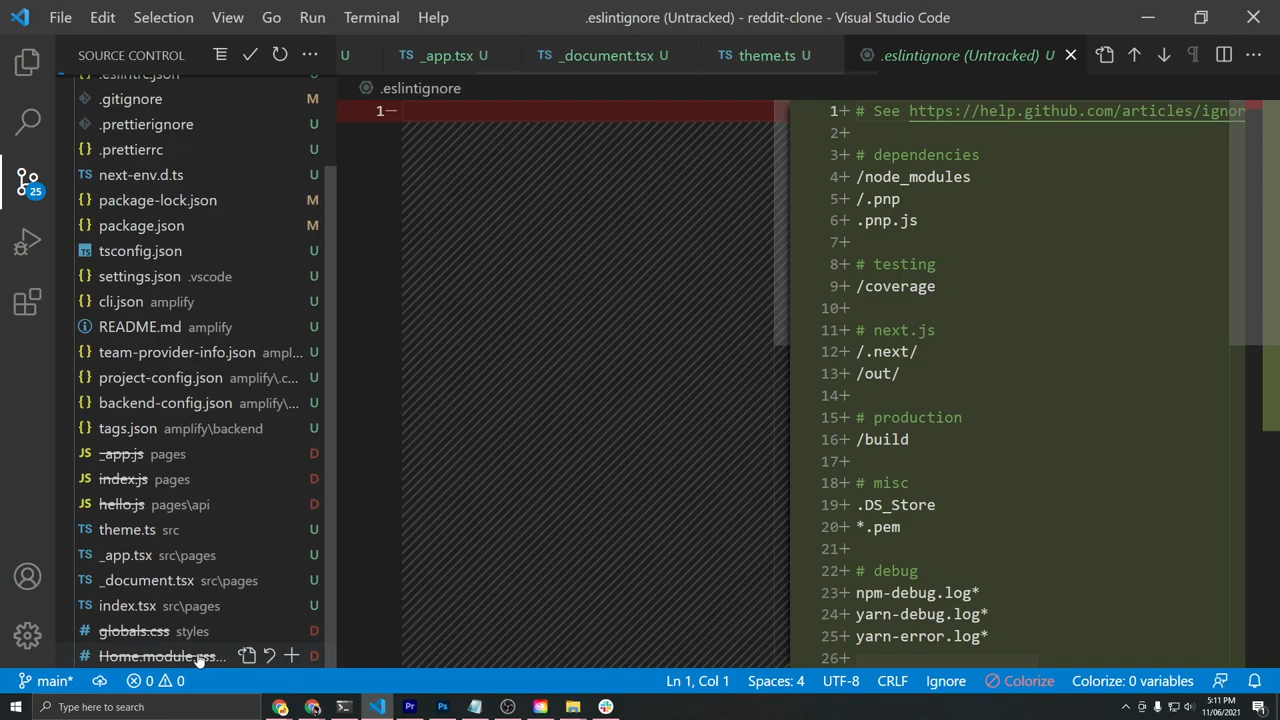 File Edit Selection View Go Run Terminal Help .eslintignore (Untracked) - reddit-clone - Visual Studio Code
SOURCE CONTROL
U _app.tsx U _document.tsx U theme.ts U .eslintignore (Untracked) U
.eslintignore
.eslintrc.json
.gitignore M
.prettierignore U
.prettierrc U
next-env.d.ts U
package-lock.json M
package.json M
tsconfig.json U
settings.json .vscode U
cli.json amplify U
README.md amplify U
team-provider-info.json ampl... U
project-config.json amplify\.c... U
backend-config.json amplify\... U
tags.json amplify\backend U
_app.js pages D
index.js pages D
hello.js pages\api D
theme.ts src U
_app.tsx src\pages U
_document.tsx src\pages U
index.tsx src\pages U
globals.css styles D
Home.module.css... D
25
1
1 # See https://help.github.com/articles/ignor
2
3 # dependencies
4 /node_modules
5 /.pnp
6 .pnp.js
7
8 # testing
9 /coverage
10
11 # next.js
12 /.next/
13 /out/
14
15 # production
16 /build
17
18 # misc
19 .DS_Store
20 *.pem
21
22 # debug
23 npm-debug.log*
24 yarn-debug.log*
25 yarn-error.log*
26
main* 0 0 Ln 1, Col 1 Spaces: 4 UTF-8 CRLF Ignore Colorize Colorize: 0 variables
Type here to search
5:11 PM
11/06/2021